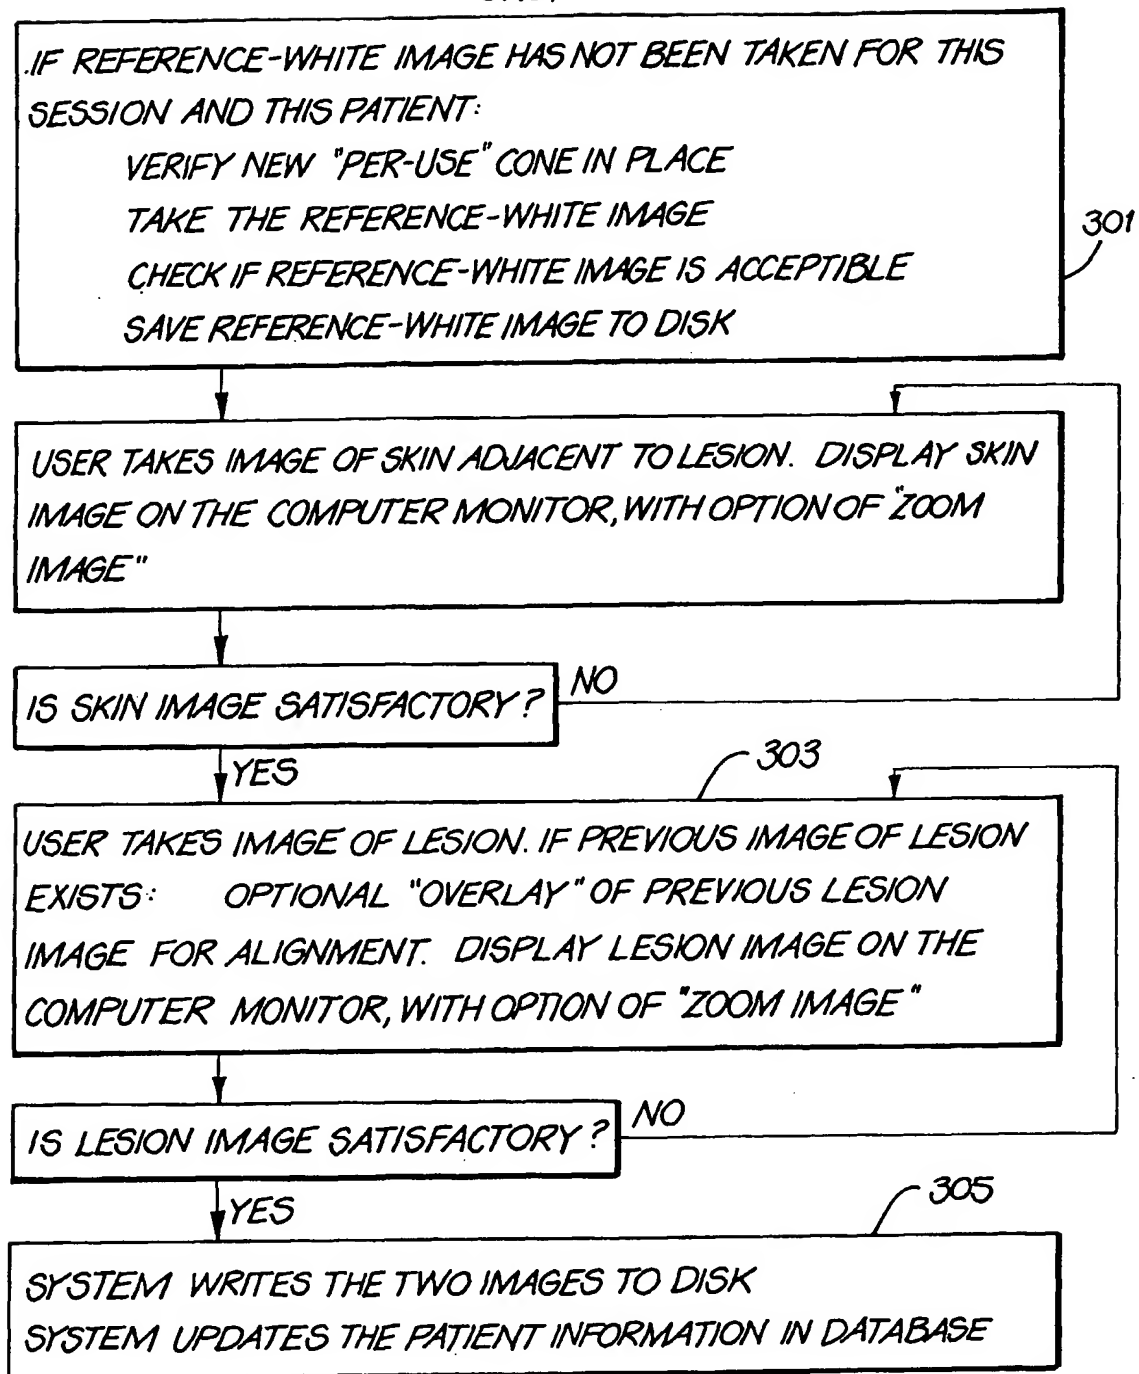 .IF REFERENCE-WHITE IMAGE HAS NOT BEEN TAKEN FOR THIS
SESSION AND THIS PATIENT:
VERIFY NEW "PER-USE" CONE IN PLACE
TAKE THE REFERENCE-WHITE IMAGE
CHECK IF REFERENCE-WHITE IMAGE IS ACCEPTIBLE
SAVE REFERENCE-WHITE IMAGE TO DISK
301
USER TAKES IMAGE OF SKIN ADJACENT TO LESION. DISPLAY SKIN
IMAGE ON THE COMPUTER MONITOR, WITH OPTION OF "ZOOM
IMAGE"
IS SKIN IMAGE SATISFACTORY?
NO
YES
303
USER TAKES IMAGE OF LESION. IF PREVIOUS IMAGE OF LESION
EXISTS: OPTIONAL "OVERLAY" OF PREVIOUS LESION
IMAGE FOR ALIGNMENT. DISPLAY LESION IMAGE ON THE
COMPUTER MONITOR, WITH OPTION OF "ZOOM IMAGE"
IS LESION IMAGE SATISFACTORY?
NO
YES
305
SYSTEM WRITES THE TWO IMAGES TO DISK
SYSTEM UPDATES THE PATIENT INFORMATION IN DATABASE